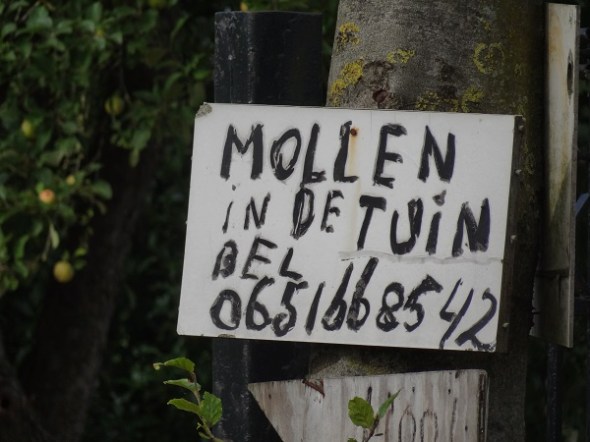 MOLLEN
iN DE TUiN
BEL
0651668542